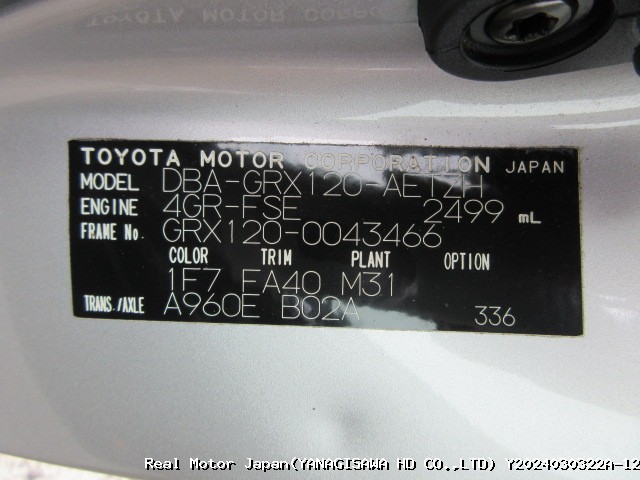 TOYOTA MOTOR CORPORATION JAPAN
MODEL DBA-GRX120-AETZH
ENGINE 4GR-FSE 2499 mL
FRAME No. GRX120-0043466
COLOR TRIM PLANT OPTION
1F7 FA40 M31
TRANS./AXLE A960E B02A 336
Real Motor Japan(YANAGISAWA HD CO.,LTD) Y2024030322A-12